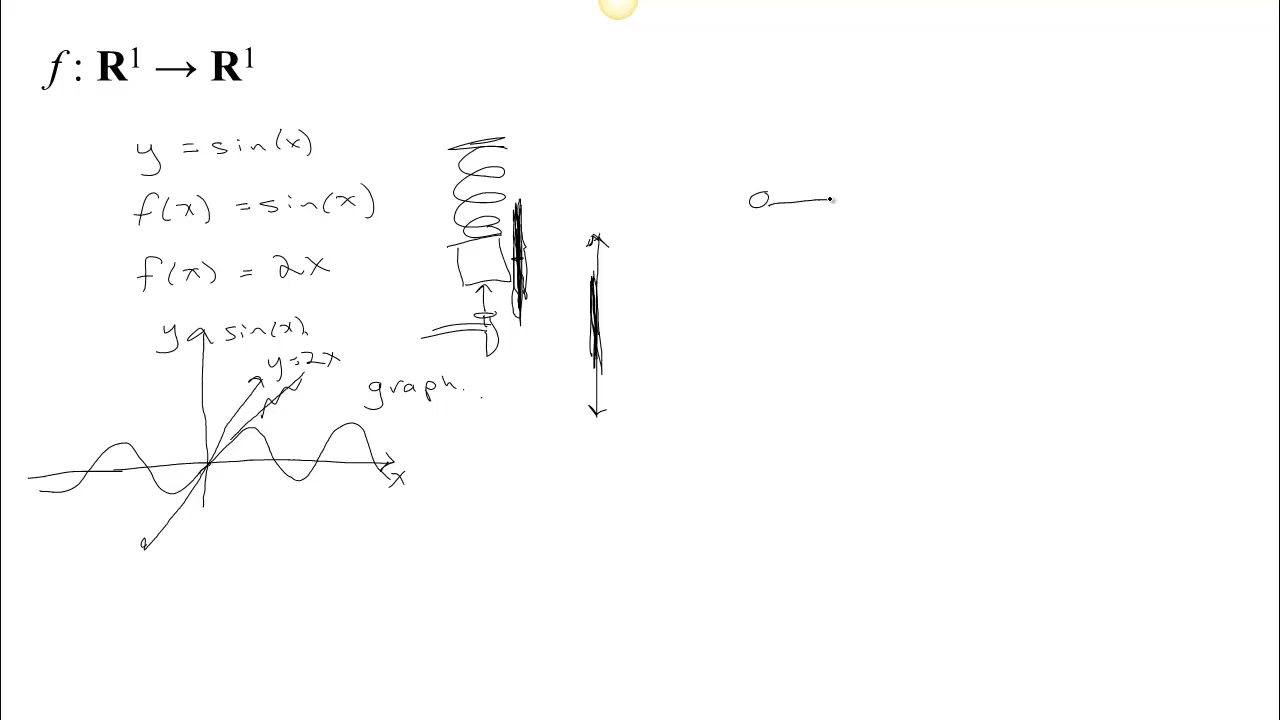 f : R¹ → R¹
y = sin(x)
f(x) = sin(x)
f(x) = 2x
y sin(x)
y=2x
graph.
x